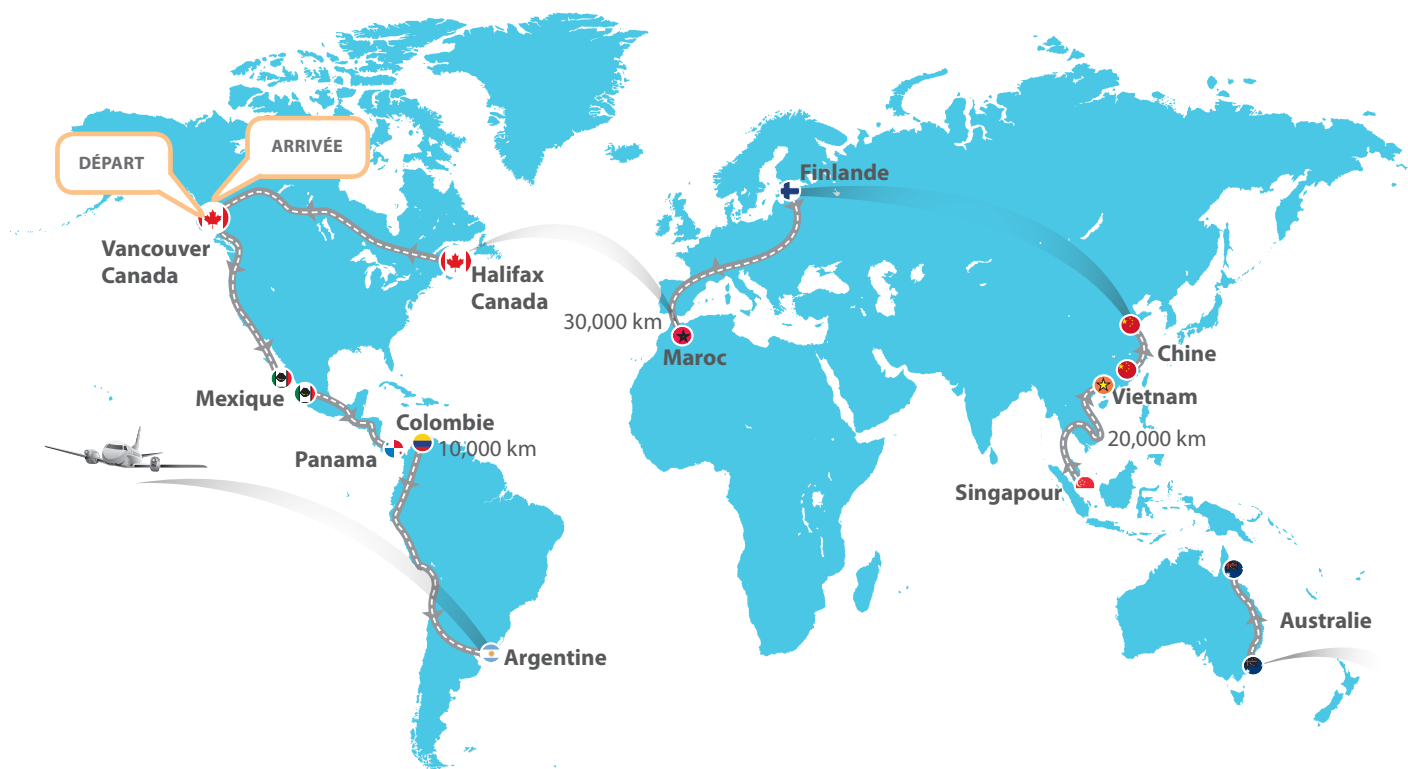 DÉPART
ARRIVÉE
Vancouver
Canada
Halifax
Canada
Finlande
30,000 km
Maroc
Chine
Vietnam
20,000 km
Singapour
Mexique
Colombie
10,000 km
Panama
Argentine
Australie